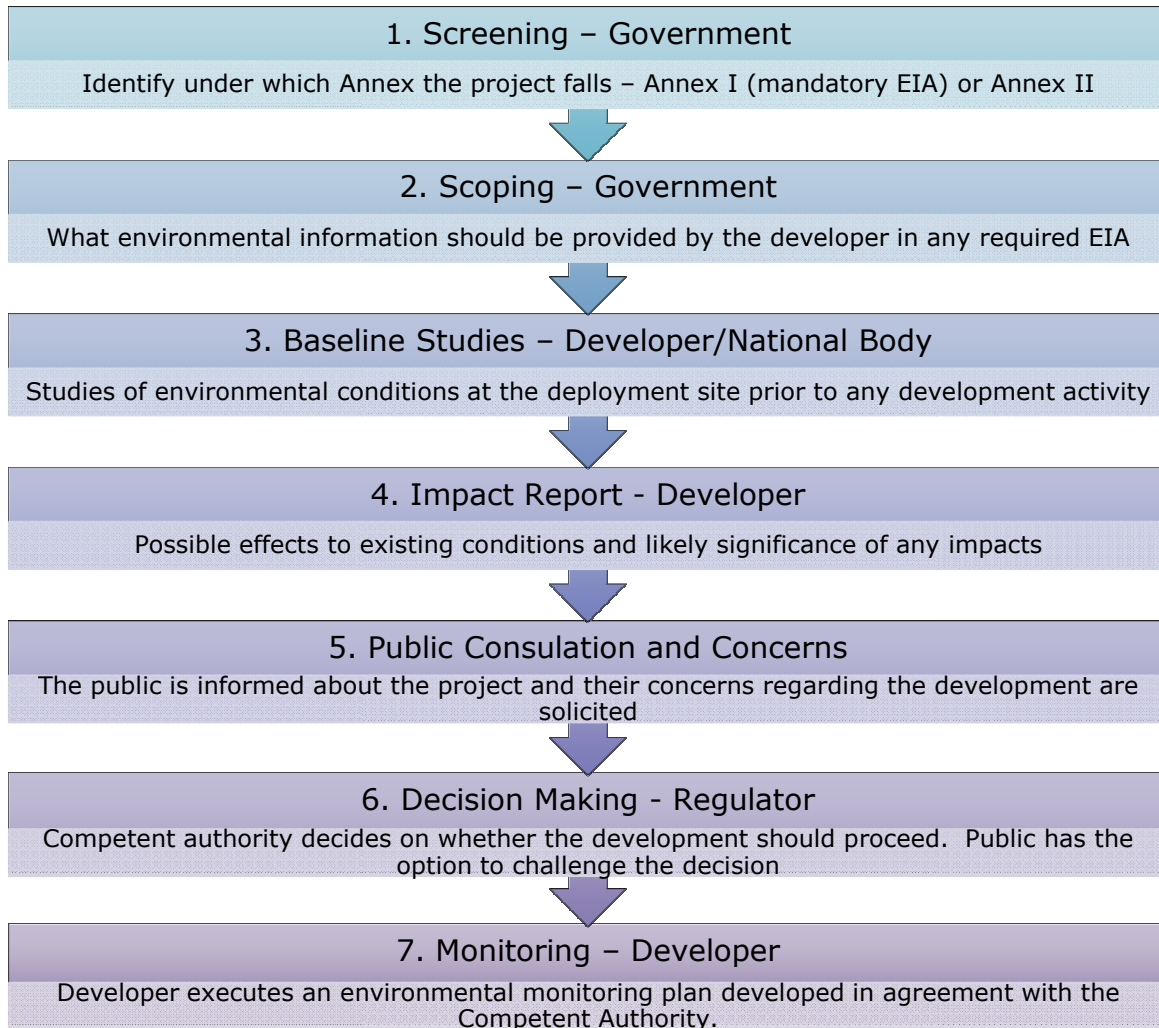 1. Screening – Government
Identify under which Annex the project falls – Annex I (mandatory EIA) or Annex II
2. Scoping – Government
What environmental information should be provided by the developer in any required EIA
3. Baseline Studies – Developer/National Body
Studies of environmental conditions at the deployment site prior to any development activity
4. Impact Report - Developer
Possible effects to existing conditions and likely significance of any impacts
5. Public Consulation and Concerns
The public is informed about the project and their concerns regarding the development are
solicited
6. Decision Making - Regulator
Competent authority decides on whether the development should proceed.  Public has the
option to challenge the decision
7. Monitoring – Developer
Developer executes an environmental monitoring plan developed in agreement with the
Competent Authority.